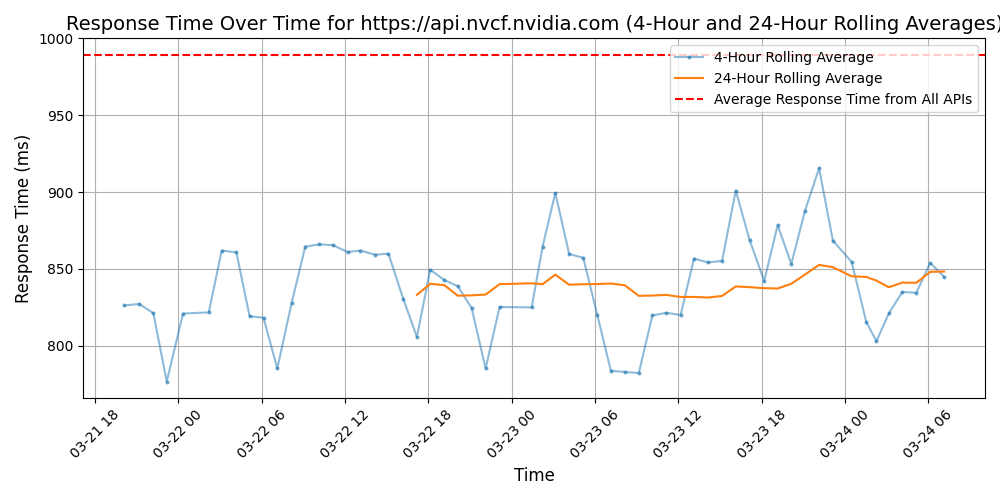 Response Time Over Time for https://api.nvcf.nvidia.com (4-Hour and 24-Hour Rolling Averages)
1000
950
900
850
800
Response Time (ms)
4-Hour Rolling Average
24-Hour Rolling Average
Average Response Time from All APIs
03-21 18
03-22 00
03-22 06
03-22 12
03-22 18
03-23 00
03-23 06
03-23 12
03-23 18
03-24 00
03-24 06
Time